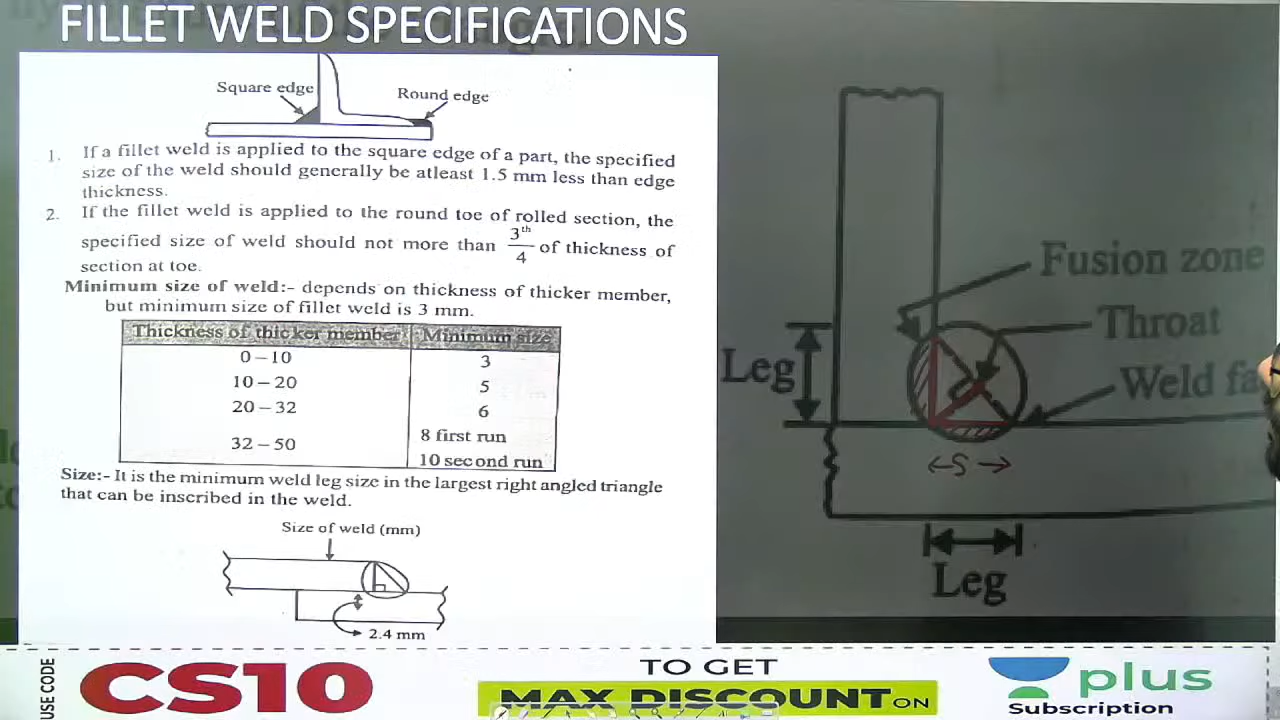 FILLET WELD SPECIFICATIONS
Square edge
Round edge
1. If a fillet weld is applied to the square edge of a part, the specified
size of the weld should generally be atleast 1.5 mm less than edge
thickness.
2. If the fillet weld is applied to the round toe of rolled section, the
specified size of weld should not more than 3th/4 of thickness of
section at toe.
Minimum size of weld:- depends on thickness of thicker member,
but minimum size of fillet weld is 3 mm.
Thickness of thicker member Minimum size
0 – 10 3
10 – 20 5
20 – 32 6
32 – 50 8 first run
10 second run
Size:- It is the minimum weld leg size in the largest right angled triangle
that can be inscribed in the weld.
Size of weld (mm)
2.4 mm
Fusion zone
Throat
Leg
Weld
S
Leg
USE CODE
CS10
TO GET
MAX DISCOUNT ON
plus
Subscription